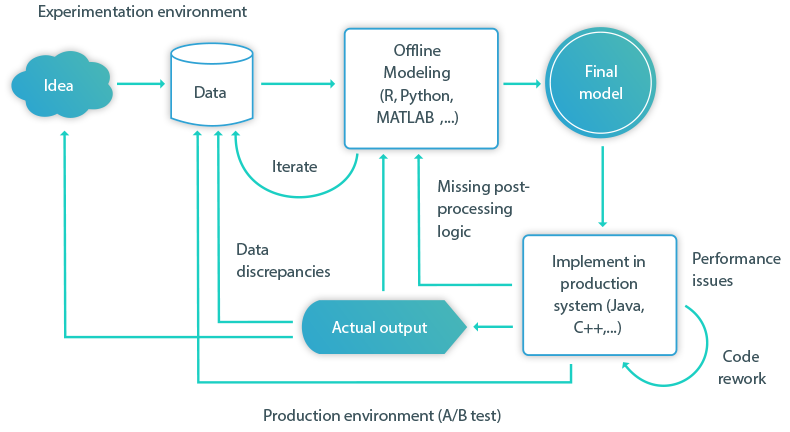 Experimentation environment
Idea
Data
Offline
Modeling
(R, Python,
MATLAB ,...)
Final
model
Iterate
Missing post-
processing
logic
Data
discrepancies
Implement in
production
system (Java,
C++,...)
Performance
issues
Actual output
Code
rework
Production environment (A/B test)